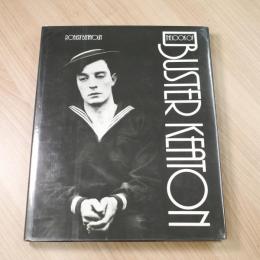 ROBERT BENAYOUN
THE LOOK OF
BUSTER KEATON